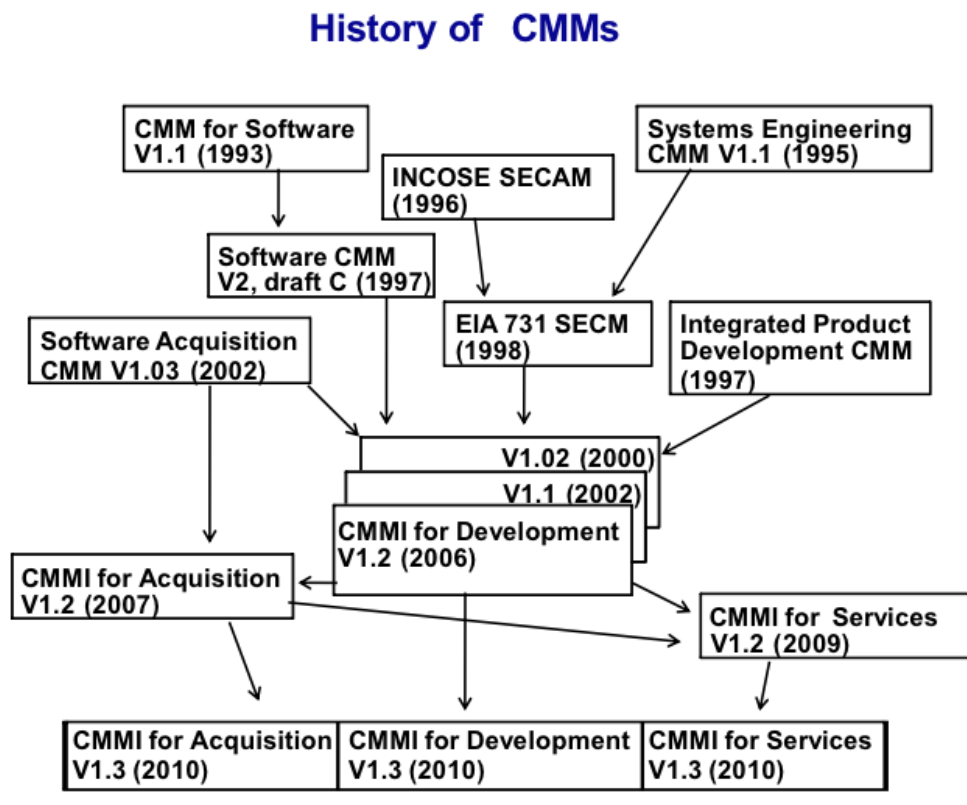 History of CMMs
CMM for Software
V1.1 (1993)
Systems Engineering
CMM V1.1 (1995)
INCOSE SECAM
(1996)
Software CMM
V2, draft C (1997)
EIA 731 SECM
(1998)
Integrated Product
Development CMM
(1997)
Software Acquisition
CMM V1.03 (2002)
V1.02 (2000)
V1.1 (2002)
CMMI for Development
V1.2 (2006)
CMMI for Acquisition
V1.2 (2007)
CMMI for Services
V1.2 (2009)
CMMI for Acquisition
V1.3 (2010)
CMMI for Development
V1.3 (2010)
CMMI for Services
V1.3 (2010)